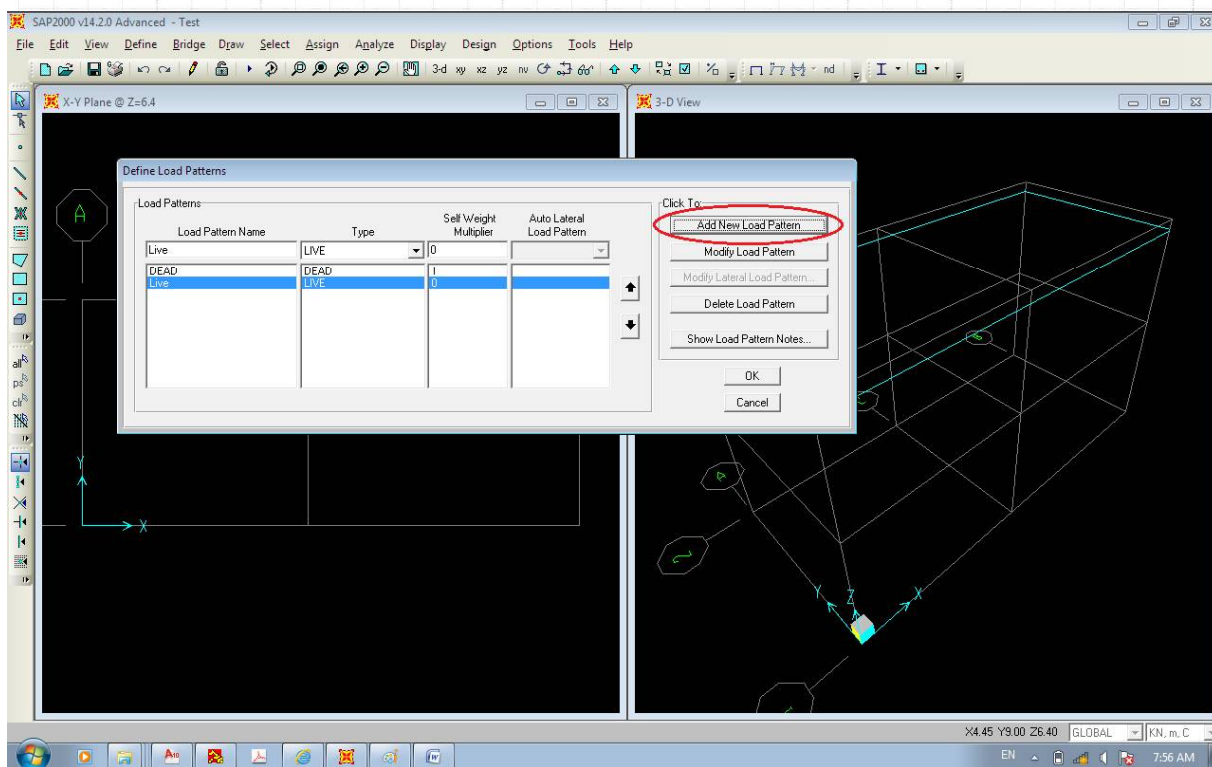 SAP2000 v14.2.0 Advanced - Test
File Edit View Define Bridge Draw Select Assign Analyze Display Design Options Tools Help
3-d xy xz yz nv nd
X-Y Plane @ Z=6.4
3-D View
Define Load Patterns
Load Patterns
Load Pattern Name Type Self Weight Multiplier Auto Lateral Load Pattern
Live LIVE 0
DEAD DEAD 1
Live LIVE 0
Click To:
Add New Load Pattern
Modify Load Pattern
Modify Lateral Load Pattern...
Delete Load Pattern
Show Load Pattern Notes...
OK
Cancel
A
Y
X
all
ps
clr
A
Y
Z
X
X4.45 Y9.00 Z6.40 GLOBAL KN, m, C
EN 7:56 AM